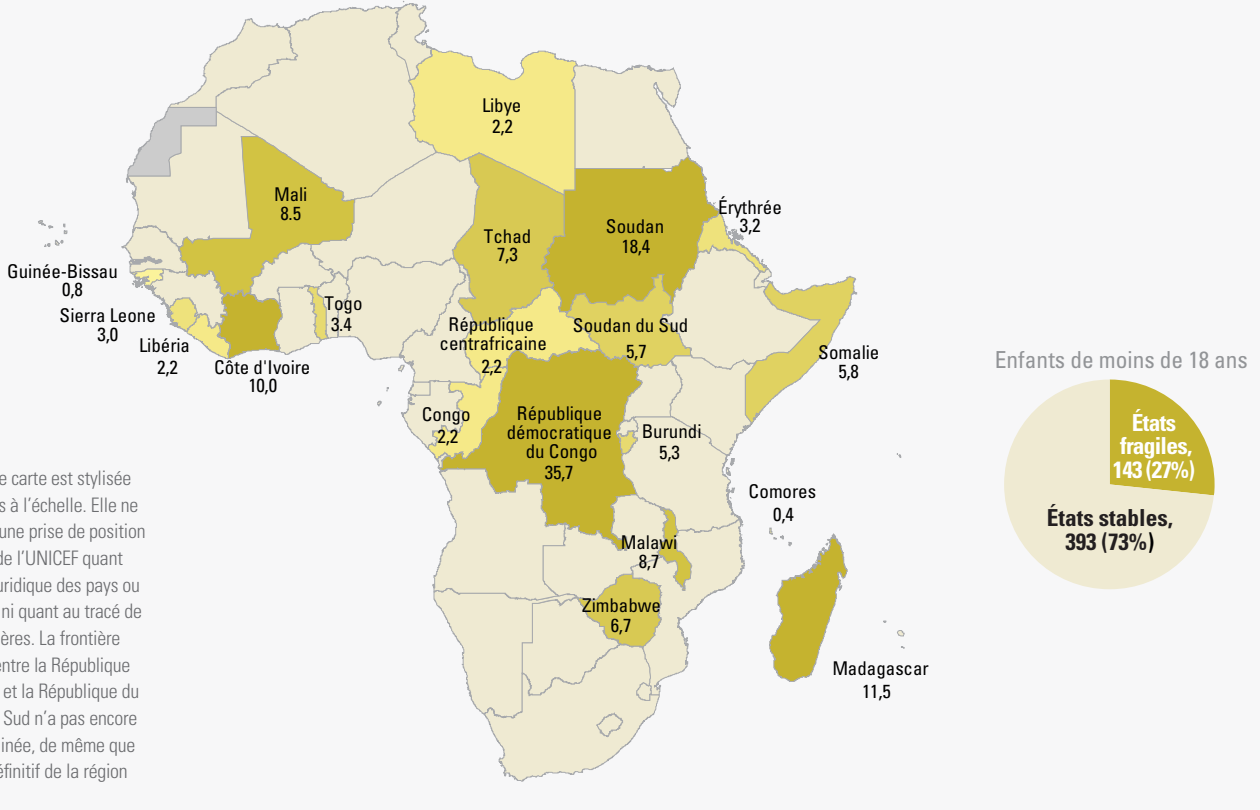 Libye
2,2
Mali
8.5
Tchad
7,3
Soudan
18,4
Érythrée
3,2
Guinée-Bissau
0,8
Sierra Leone
3,0
Libéria
2,2
Côte d'Ivoire
10,0
Togo
3.4
République
centrafricaine
2,2
Soudan du Sud
5,7
Somalie
5,8
Congo
2,2
République
démocratique
du Congo
35,7
Burundi
5,3
Comores
0,4
Malawi
8,7
Zimbabwe
6,7
Madagascar
11,5
Enfants de moins de 18 ans
États
fragiles,
143 (27%)
États stables,
393 (73%)
e carte est stylisée
s à l’échelle. Elle ne
une prise de position
de l’UNICEF quant
uridique des pays ou
ni quant au tracé de
ères. La frontière
entre la République
et la République du
Sud n’a pas encore
inée, de même que
éfinitif de la région